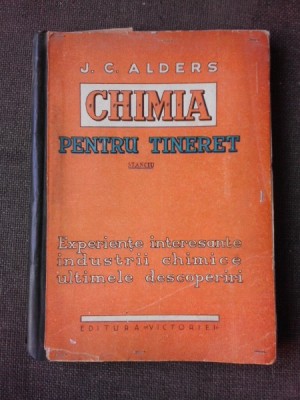 J. C. ALDERS
CHIMIA
PENTRU TINERET
Experiențe interesante
industrii chimice
ultimele descoperiri
EDITURA „VICTORIEI”